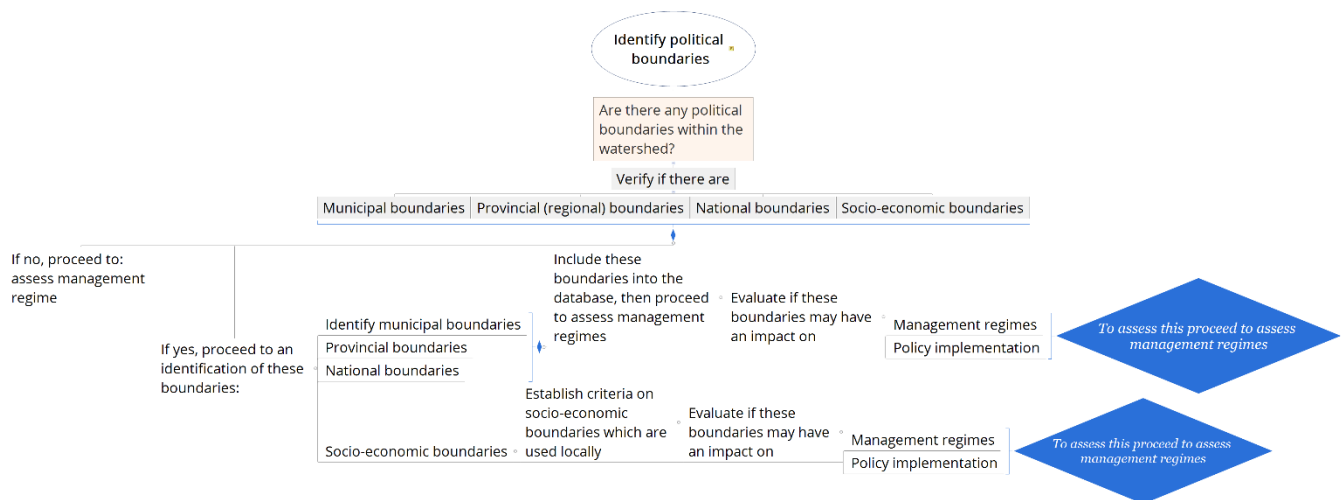 Identify political
boundaries
Are there any political
boundaries within the
watershed?
Verify if there are
Municipal boundaries
Provincial (regional) boundaries
National boundaries
Socio-economic boundaries
If no, proceed to:
assess management
regime
If yes, proceed to an
identification of these
boundaries:
Identify municipal boundaries
Provincial boundaries
National boundaries
Include these
boundaries into the
database, then proceed
to assess management
regimes
Evaluate if these
boundaries may have
an impact on
Management regimes
Policy implementation
To assess this proceed to assess
management regimes
Socio-economic boundaries
Establish criteria on
socio-economic
boundaries which are
used locally
Evaluate if these
boundaries may have
an impact on
Management regimes
Policy implementation
To assess this proceed to assess
management regimes